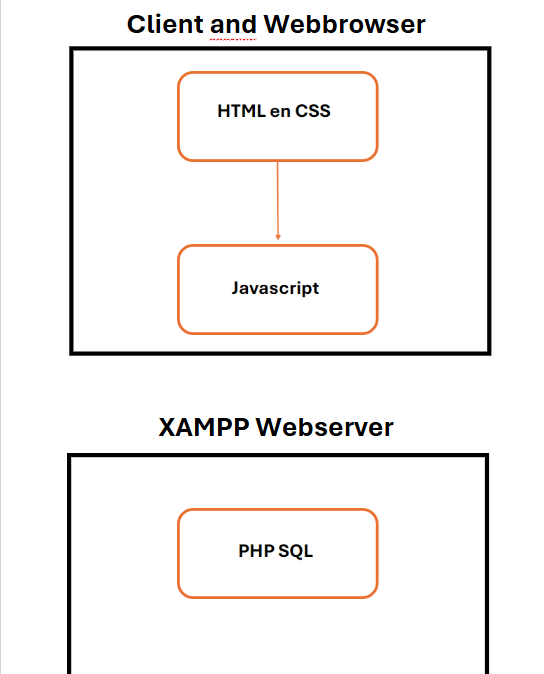 Client and Webbrowser
HTML en CSS
Javascript
XAMPP Webserver
PHP SQL